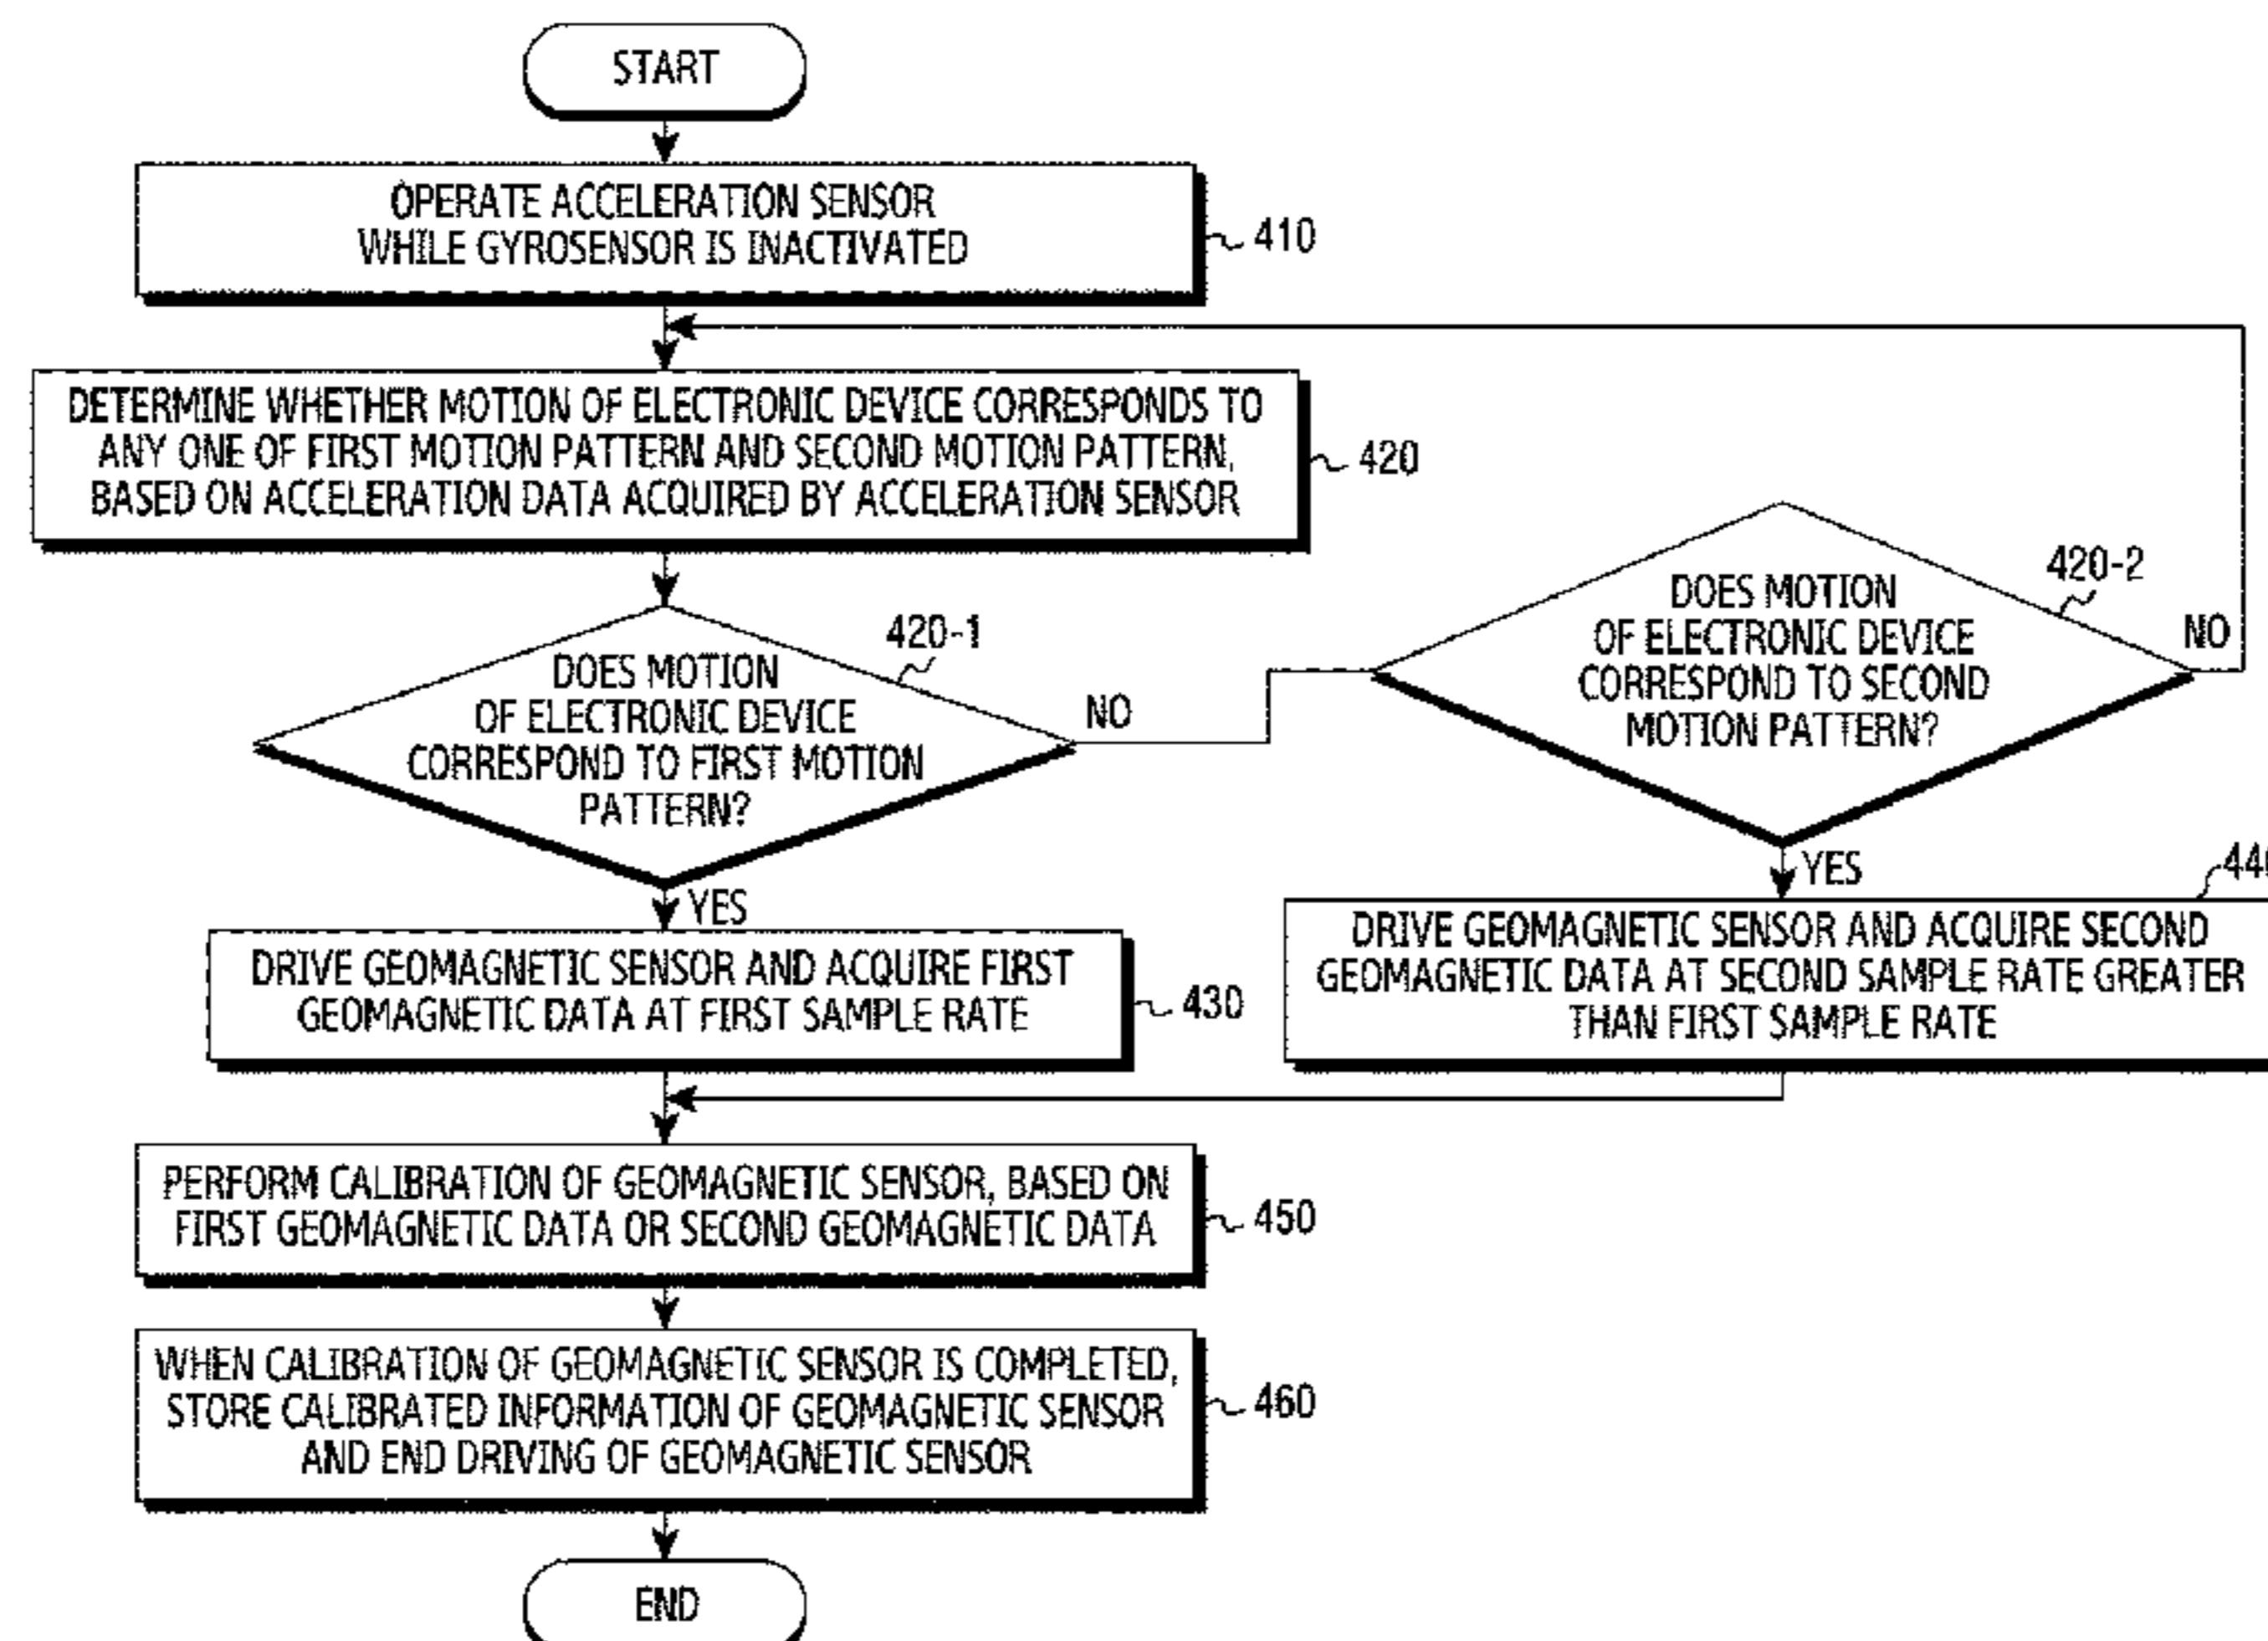 START
OPERATE ACCELERATION SENSOR
WHILE GYROSENSOR IS INACTIVATED
410
DETERMINE WHETHER MOTION OF ELECTRONIC DEVICE CORRESPONDS TO
ANY ONE OF FIRST MOTION PATTERN AND SECOND MOTION PATTERN,
BASED ON ACCELERATION DATA ACQUIRED BY ACCELERATION SENSOR
420
420-1
DOES MOTION
OF ELECTRONIC DEVICE
CORRESPOND TO FIRST MOTION
PATTERN?
NO
YES
420-2
DOES MOTION
OF ELECTRONIC DEVICE
CORRESPOND TO SECOND
MOTION PATTERN?
NO
YES
DRIVE GEOMAGNETIC SENSOR AND ACQUIRE FIRST
GEOMAGNETIC DATA AT FIRST SAMPLE RATE
430
DRIVE GEOMAGNETIC SENSOR AND ACQUIRE SECOND
GEOMAGNETIC DATA AT SECOND SAMPLE RATE GREATER
THAN FIRST SAMPLE RATE
PERFORM CALIBRATION OF GEOMAGNETIC SENSOR, BASED ON
FIRST GEOMAGNETIC DATA OR SECOND GEOMAGNETIC DATA
450
WHEN CALIBRATION OF GEOMAGNETIC SENSOR IS COMPLETED,
STORE CALIBRATED INFORMATION OF GEOMAGNETIC SENSOR
AND END DRIVING OF GEOMAGNETIC SENSOR
460
END